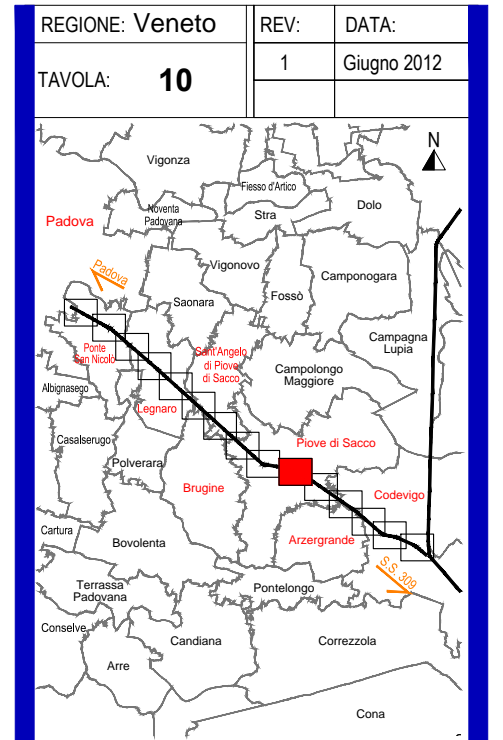 REGIONE: Veneto
REV:
DATA:
TAVOLA: 10
1
Giugno 2012
N
Vigonza
Fiesso d'Artico
Padova
Noventa
Padovana
Stra
Dolo
Padova
Vigonovo
Camponogara
Saonara
Fossò
Campagna
Lupia
Ponte
San Nicolò
Sant'Angelo
di Piove
di Sacco
Campolongo
Maggiore
Albignasego
Legnaro
Casalserugo
Piove di Sacco
Polverara
Brugine
Codevigo
Cartura
Bovolenta
Arzergrande
S.S. 309
Terrassa
Padovana
Pontelongo
Conselve
Candiana
Correzzola
Arre
Cona